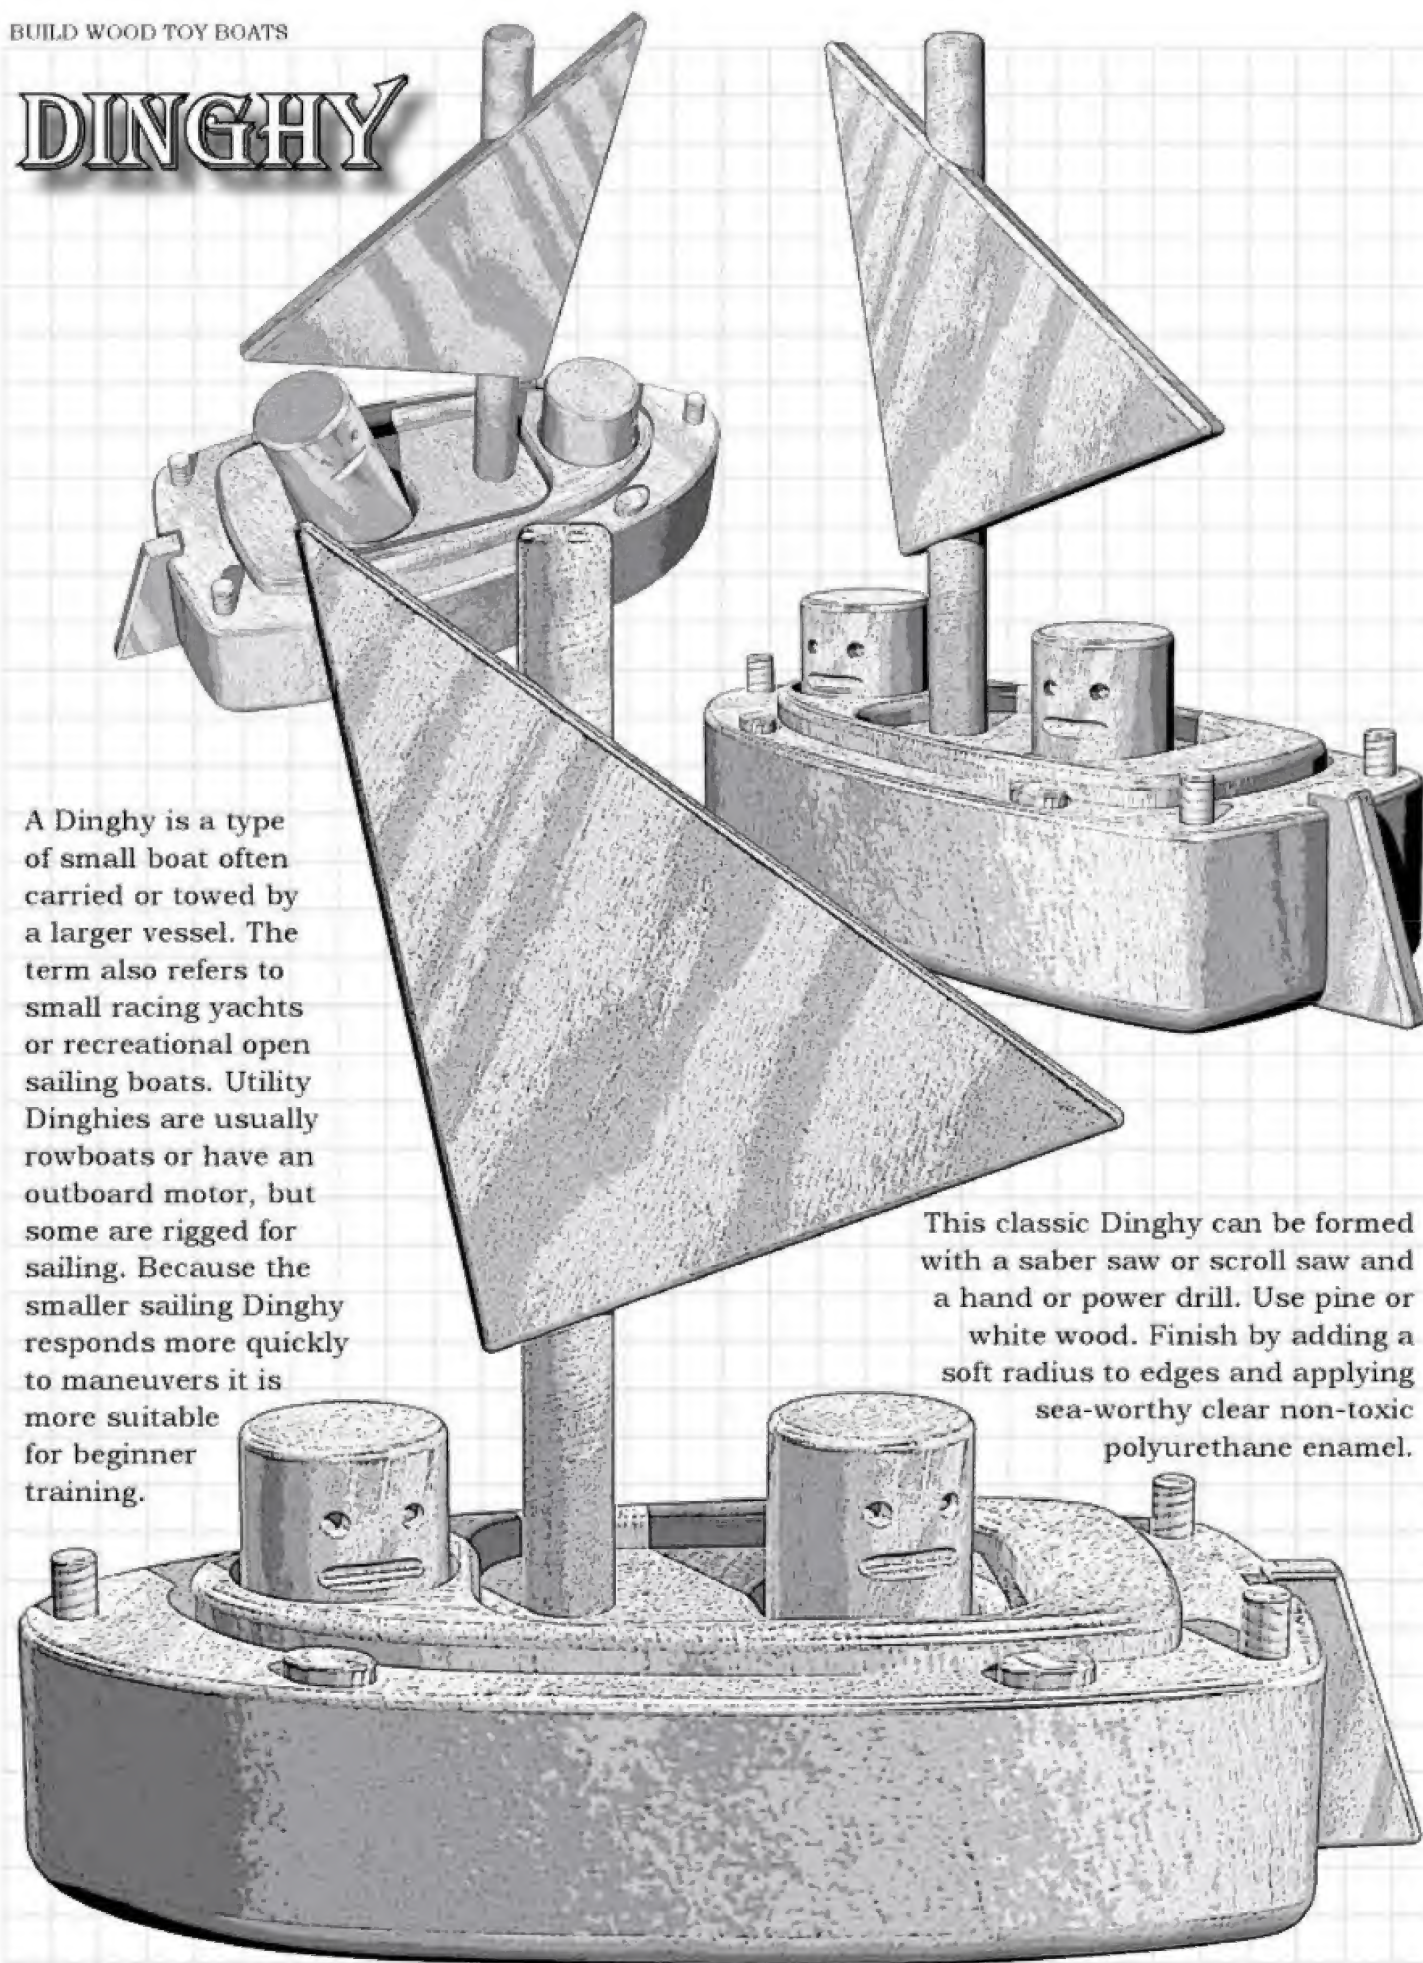 BUILD WOOD TOY BOATS
DINGHY
A Dinghy is a type
of small boat often
carried or towed by
a larger vessel. The
term also refers to
small racing yachts
or recreational open
sailing boats. Utility
Dinghies are usually
rowboats or have an
outboard motor, but
some are rigged for
sailing. Because the
smaller sailing Dinghy
responds more quickly
to maneuvers it is
more suitable
for beginner
training.
This classic Dinghy can be formed
with a saber saw or scroll saw and
a hand or power drill. Use pine or
white wood. Finish by adding a
soft radius to edges and applying
sea-worthy clear non-toxic
polyurethane enamel.